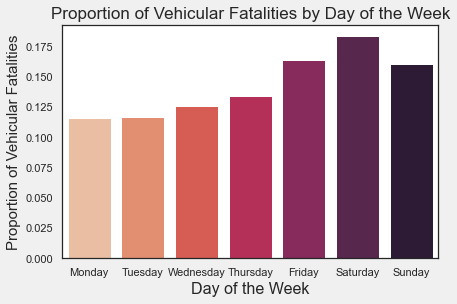 Proportion of Vehicular Fatalities by Day of the Week
Proportion of Vehicular Fatalities
0.175
0.150
0.125
0.100
0.075
0.050
0.025
0.000
Monday Tuesday Wednesday Thursday Friday Saturday Sunday
Day of the Week